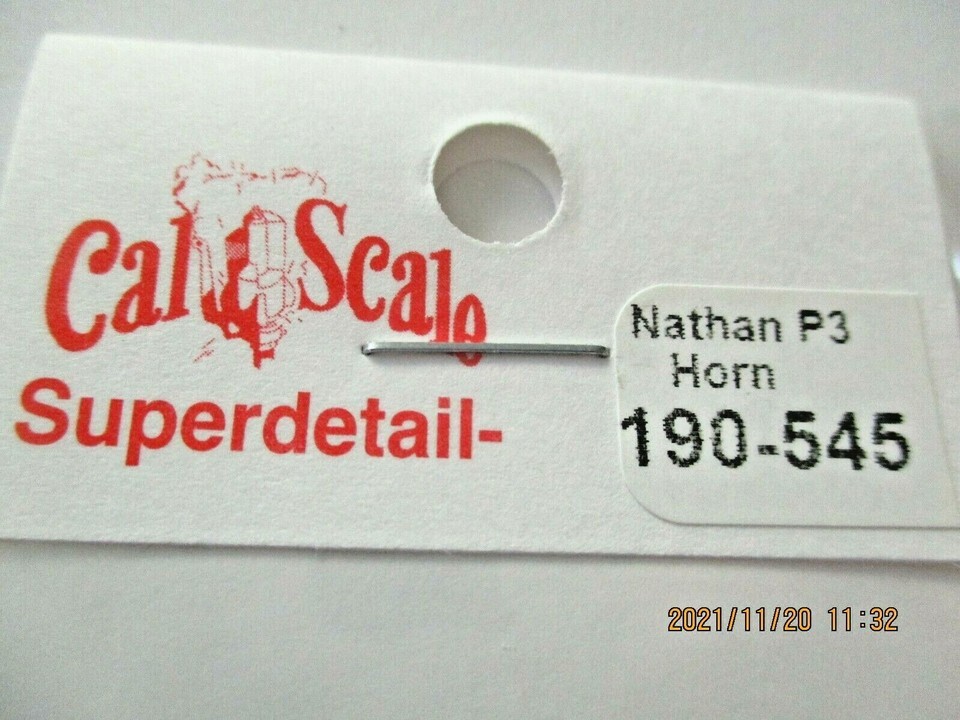 Cal Scale
Superdetail-
Nathan P3
Horn
190-545
2021/11/20 11:32